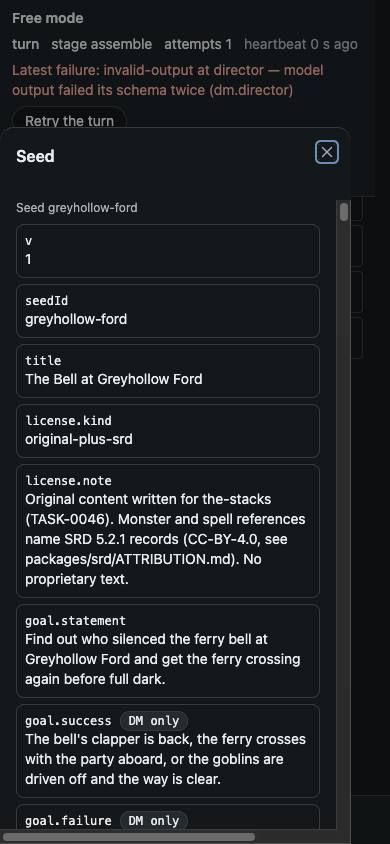 Free mode
turn stage assemble attempts 1 heartbeat 0 s ago
Latest failure: invalid-output at director — model
output failed its schema twice (dm.director)
Retry the turn
Seed
Seed greyhollow-ford
v
1
seedId
greyhollow-ford
title
The Bell at Greyhollow Ford
license.kind
original-plus-srd
license.note
Original content written for the-stacks
(TASK-0046). Monster and spell references
name SRD 5.2.1 records (CC-BY-4.0, see
packages/srd/ATTRIBUTION.md). No
proprietary text.
goal.statement
Find out who silenced the ferry bell at
Greyhollow Ford and get the ferry crossing
again before full dark.
goal.success DM only
The bell's clapper is back, the ferry crosses
with the party aboard, or the goblins are
driven off and the way is clear.
goal.failure DM only